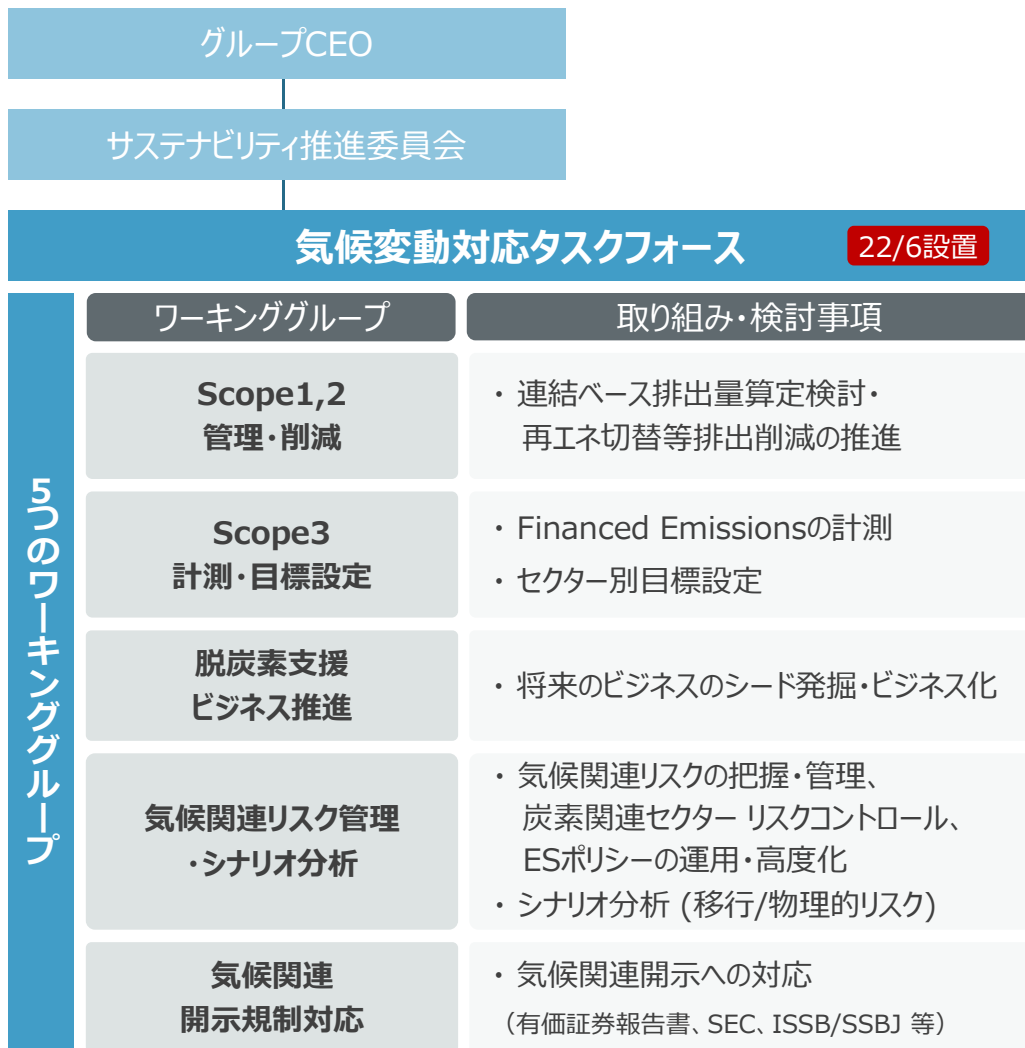 グループCEO
サステナビリティ推進委員会
気候変動対応タスクフォース
22/6設置
5つのワーキンググループ
ワーキンググループ
取り組み・検討事項
Scope1,2
管理・削減
・ 連結ベース排出量算定検討・
再エネ切替等排出削減の推進
Scope3
計測・目標設定
・ Financed Emissionsの計測
・ セクター別目標設定
脱炭素支援
ビジネス推進
・ 将来のビジネスのシード発掘・ビジネス化
気候関連リスク管理
・シナリオ分析
・ 気候関連リスクの把握・管理、
炭素関連セクター リスクコントロール、
ESポリシーの運用・高度化
・ シナリオ分析 (移行/物理的リスク)
気候関連
開示規制対応
・ 気候関連開示への対応
（有価証券報告書、SEC、ISSB/SSBJ 等）